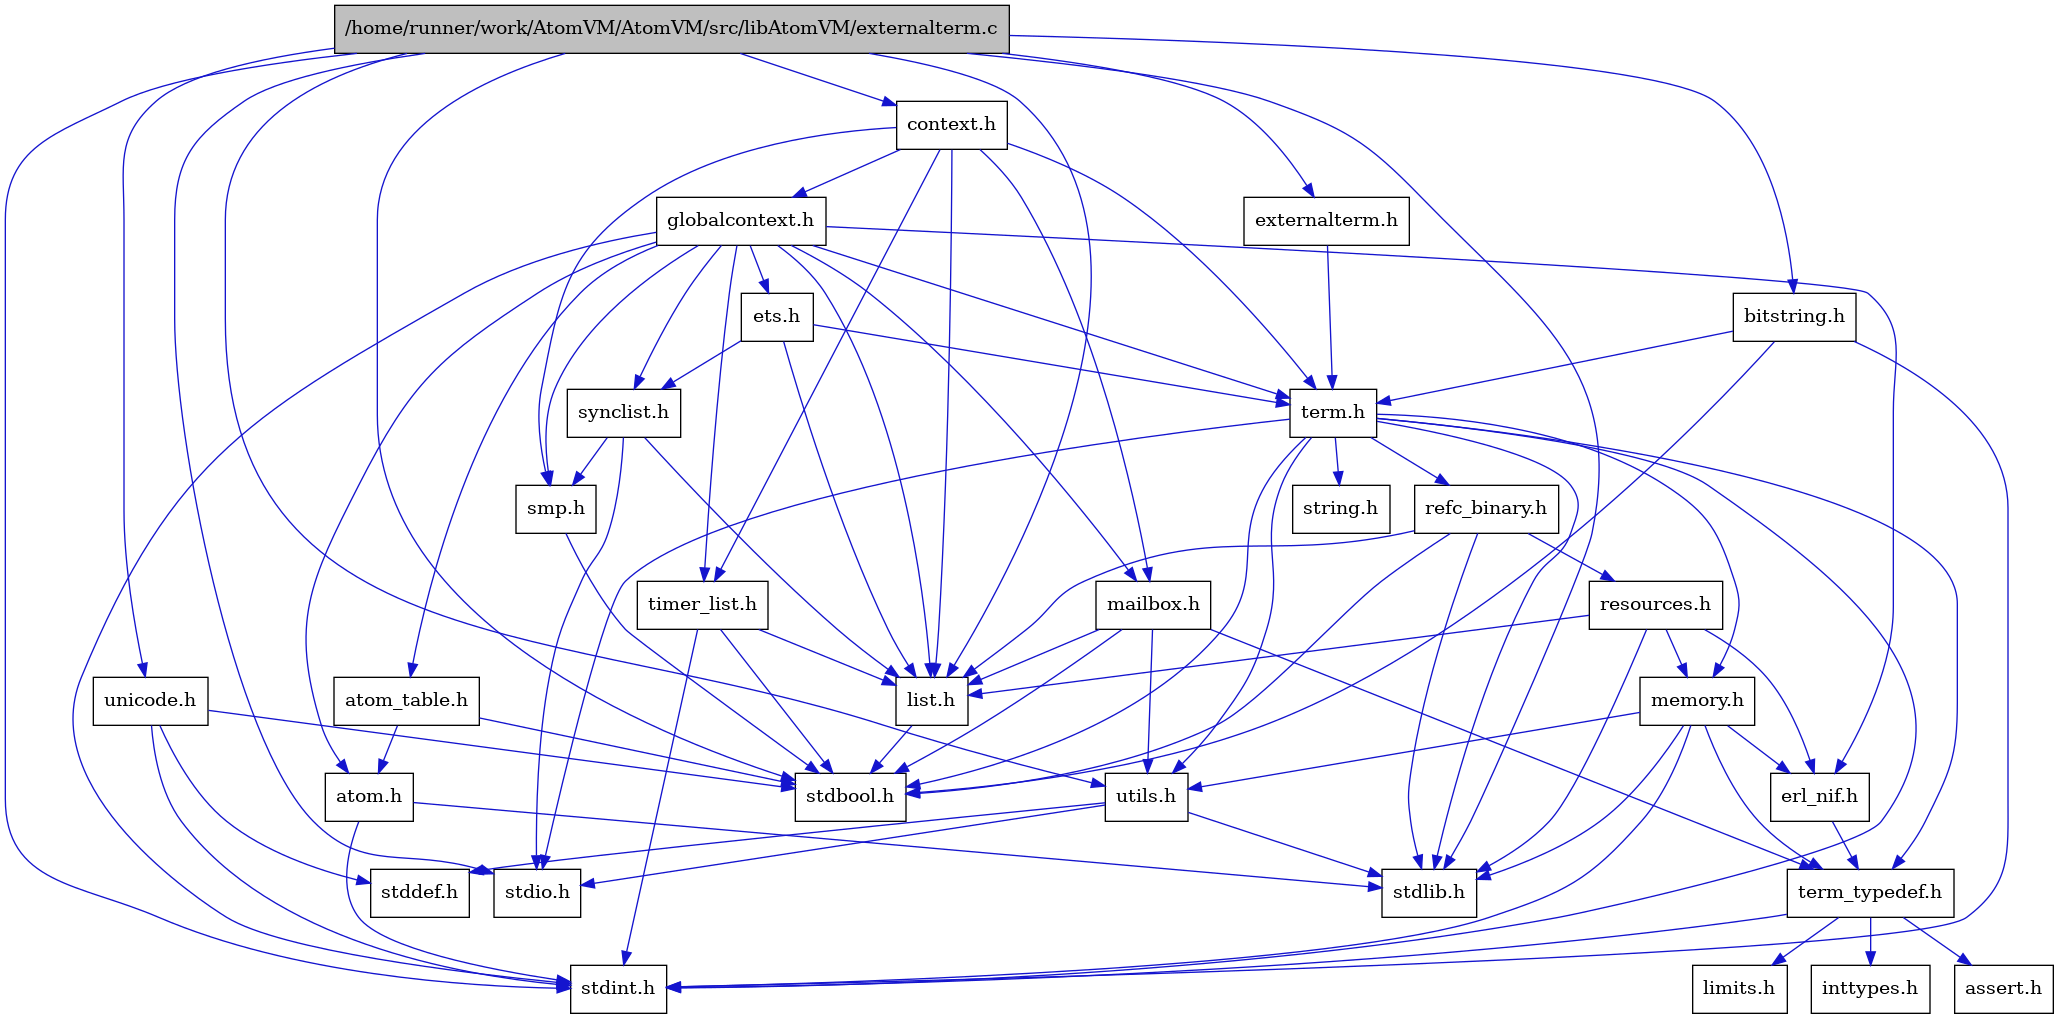 /home/runner/work/AtomVM/AtomVM/src/libAtomVM/externalterm.c
context.h
globalcontext.h
externalterm.h
ets.h
bitstring.h
synclist.h
term.h
smp.h
string.h
refc_binary.h
timer_list.h
mailbox.h
resources.h
unicode.h
atom_table.h
list.h
memory.h
atom.h
stdbool.h
utils.h
erl_nif.h
stddef.h
stdio.h
stdlib.h
term_typedef.h
stdint.h
limits.h
inttypes.h
assert.h